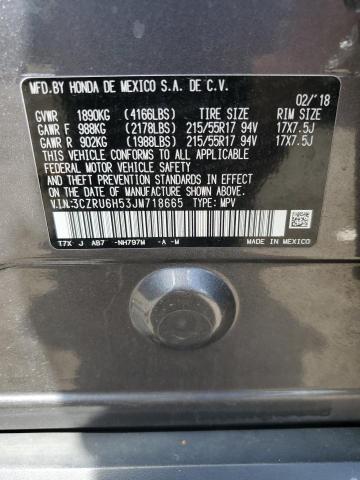 MFD.BY HONDA DE MEXICO S.A. DE C.V.
02/'18
GVWR 1890KG (4166LBS) TIRE SIZE RIM SIZE
GAWR F 988KG (2178LBS) 215/55R17 94V 17X7.5J
GAWR R 902KG (1988LBS) 215/55R17 94V 17X7.5J
THIS VEHICLE CONFORMS TO ALL APPLICABLE
FEDERAL MOTOR VEHICLE SAFETY AND
THEFT PREVENTION STANDARDS IN EFFECT ON
THE DATE OF MANUFACTURE SHOWN ABOVE.
V.I.N:3CZRU6H53JM718665 TYPE: MPV
T7X J AB7 -NH797M -A -M
MADE IN MEXICO